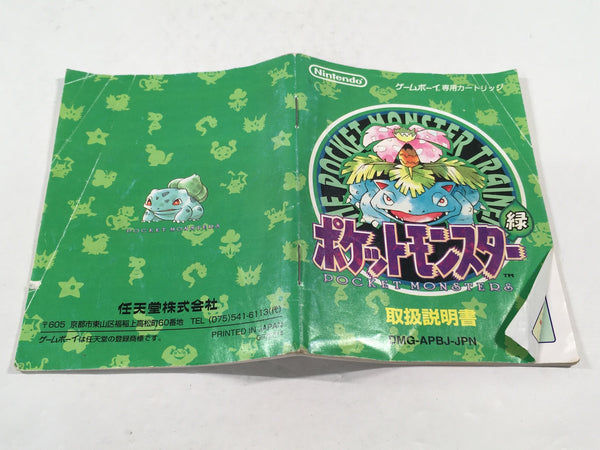 Nintendo
ゲームボーイ専用カートリッジ
THE POCKET MONSTER TRAINER
ポケットモンスター
緑
TM
POCKET MONSTERS
取扱説明書
DMG-APBJ-JPN
POCKET MONSTERS
任天堂株式会社
〒605 京都市東山区福稲上高松町60番地 TEL(075)541-6113(代)
ゲームボーイは任天堂の登録商標です。
PRINTED IN JAPAN